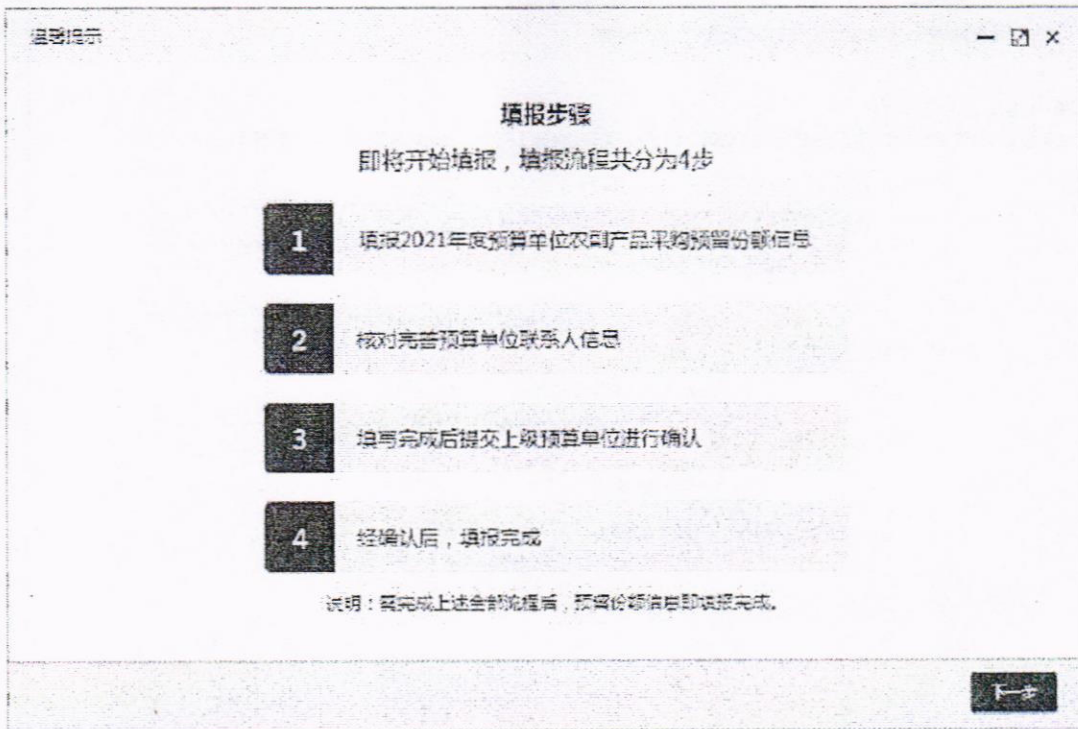 温馨提示
填报步骤
即将开始填报，填报流程共分为4步
1
填报2021年度预算单位农副产品采购预留份额信息
2
核对完善预算单位联系人信息
3
填写完成后提交上级预算单位进行确认
4
经确认后，填报完成
说明：需完成上述全部流程后，预留份额信息即填报完成。
下一步